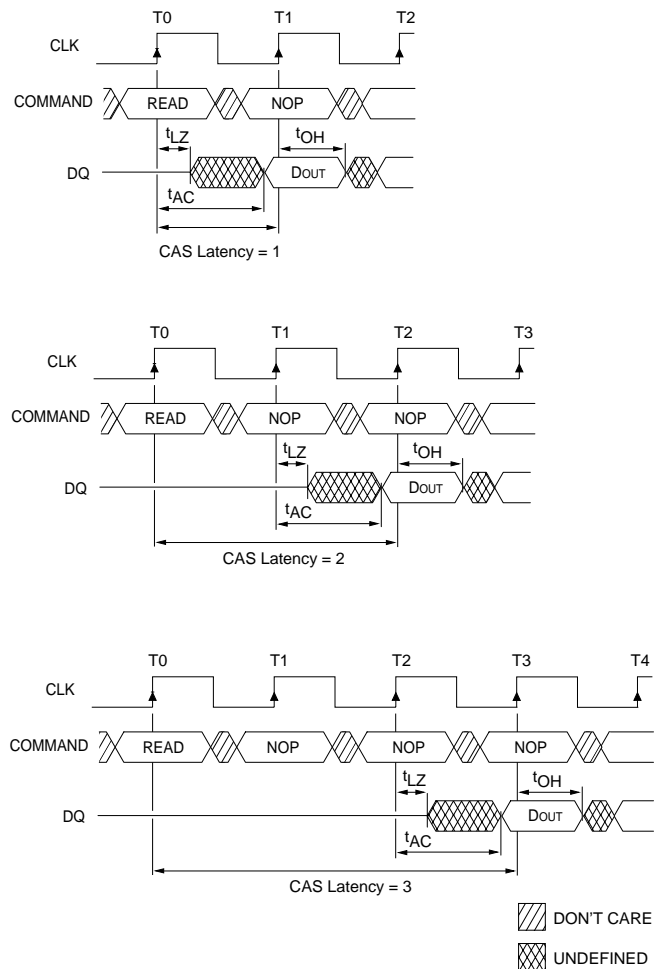 T0 T1 T2
CLK
COMMAND READ NOP
tLZ tOH
DQ DOUT
tAC
CAS Latency = 1
T0 T1 T2 T3
CLK
COMMAND READ NOP NOP
tLZ tOH
DQ DOUT
tAC
CAS Latency = 2
T0 T1 T2 T3 T4
CLK
COMMAND READ NOP NOP NOP
tLZ tOH
DQ DOUT
tAC
CAS Latency = 3
DON'T CARE
UNDEFINED